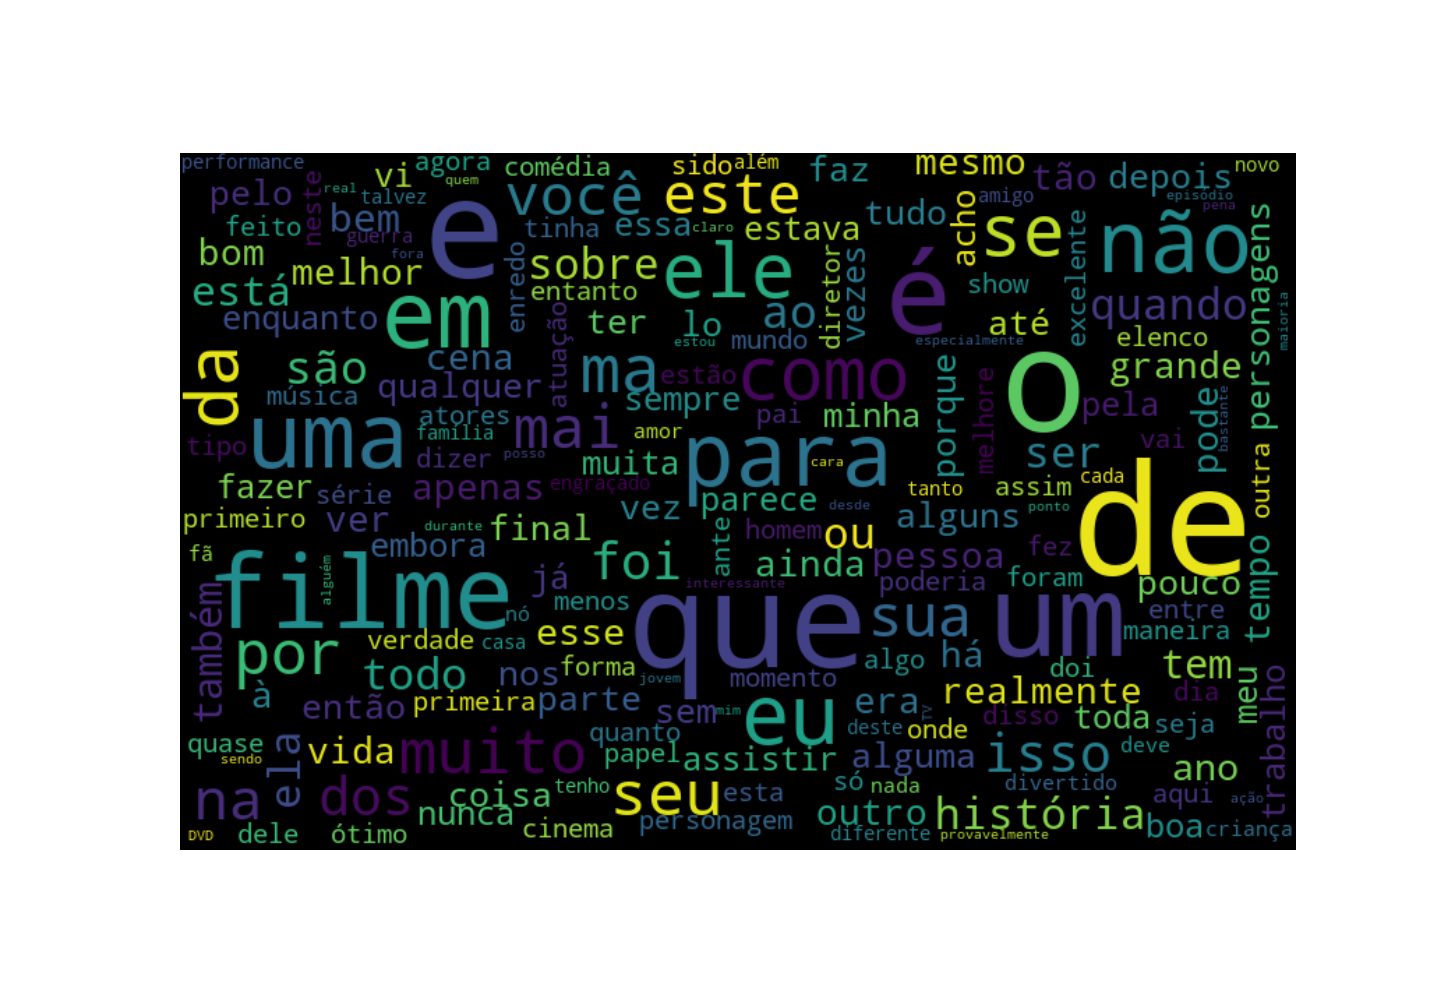 performance
vi
agora
quem
comédia
sido
além
faz
mesmo
tão
depois
novo
pelo
neste
real
talvez
bem
e
você
este
tudo
acho
amigo
episódio
pena
feito
guerra
fora
tinha
essa
claro
estava
se
não
bom
melhor
enredo
sobre
ele
diretor
vezes
é
show
excelente
quando
personagens
maioria
está
em
entanto
ao
até
enquanto
atuação
ter
lo
estou
mundo
especialmente
elenco
da
são
cena
ma
estão
como
o
grande
música
qualquer
sempre
porque
melhore
pela
pode
bastante
uma
atores
mai
amor
pai
minha
tipo
família
para
ser
vai
dizer
posso
muita
cara
outra
fazer
série
apenas
engraçado
parece
desde
tanto
assim
cada
de
primeiro
ver
durante
final
vez
ante
homem
ou
alguns
ponto
fã
embora
foi
ainda
pessoa
fez
tempo
também
filme
alguém
já
interessante
poderia
foram
pouco
nó
menos
que
sua
um
entre
por
verdade
casa
esse
algo
há
maneira
todo
nos
forma
jovem
momento
doi
tem
à
então
primeira
parte
sem
mim
eu
era
TV
realmente
dia
meu
trabalho
quase
sendo
ela
vida
muito
quanto
papel
assistir
deste
onde
disso
toda
seja
alguma
isso
deve
na
dos
coisa
tenho
seu
esta
só
nada
divertido
ano
aqui
ação
nunca
outro
história
DVD
dele
ótimo
cinema
personagem
diferente
provavelmente
boa
criança